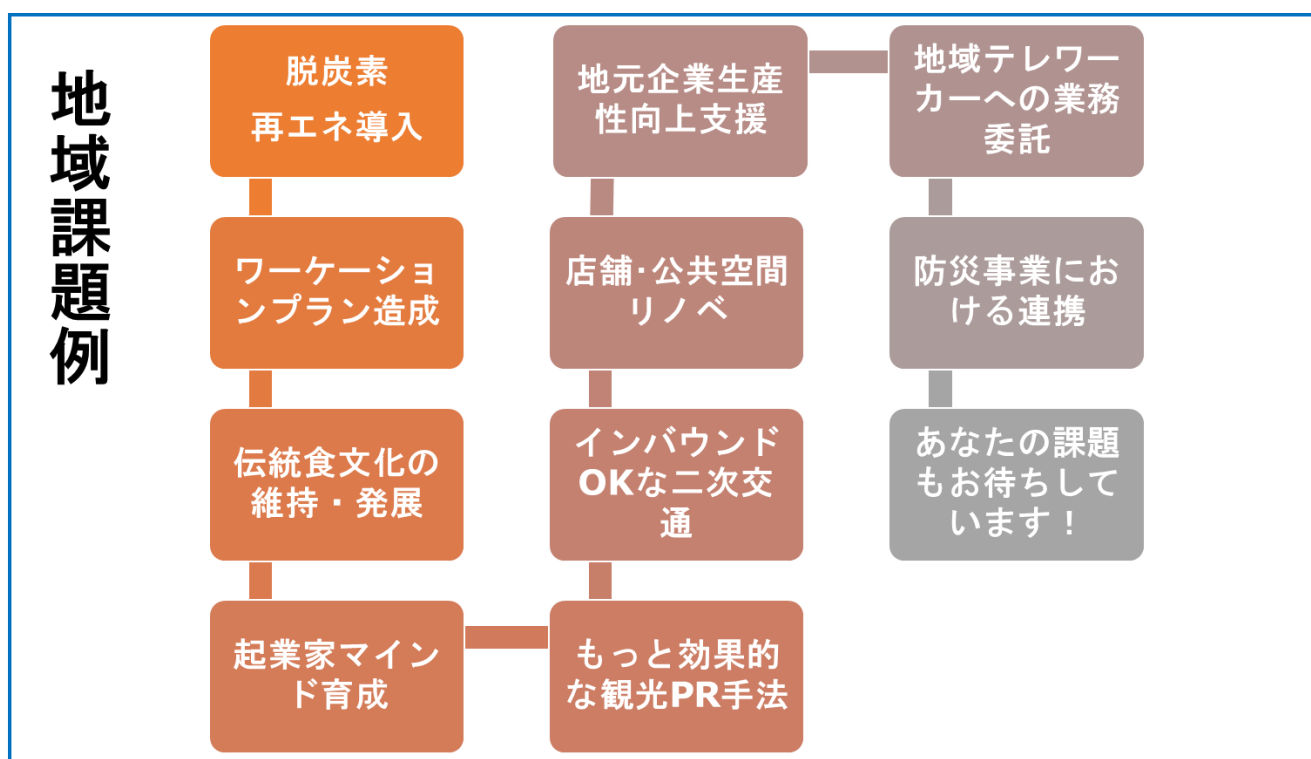 地域課題例
脱炭素
再エネ導入
ワーケーショ
ンプラン造成
伝統食文化の
維持・発展
起業家マイン
ド育成
もっと効果的
な観光PR手法
インバウンド
OKな二次交
通
店舗･公共空間
リノベ
地元企業生産
性向上支援
地域テレワー
カーへの業務
委託
防災事業にお
ける連携
あなたの課題
もお待ちして
います！